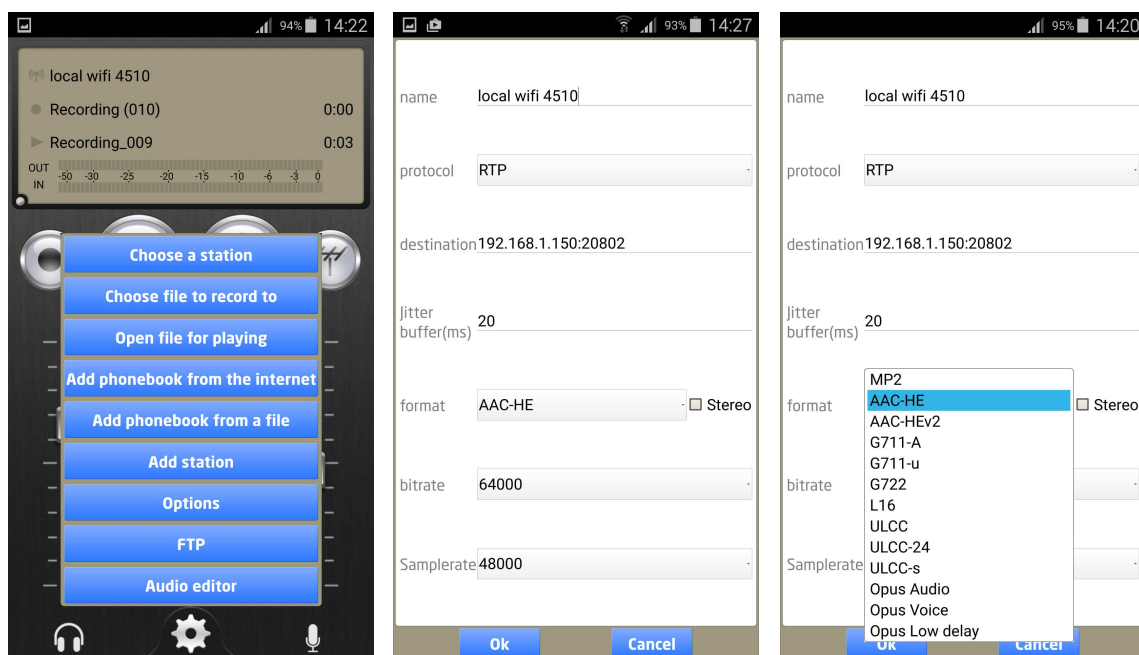 94% 14:22
local wifi 4510
Recording (010) 0:00
Recording_009 0:03
OUT
IN
-50 -30 -25 -20 -15 -10 -6 -3 0
Choose a station
Choose file to record to
Open file for playing
Add phonebook from the internet
Add phonebook from a file
Add station
Options
FTP
Audio editor
93% 14:27
name local wifi 4510
protocol RTP
destination 192.168.1.150:20802
Jitter
buffer(ms) 20
format AAC-HE Stereo
bitrate 64000
Samplerate 48000
Ok Cancel
95% 14:20
name local wifi 4510
protocol RTP
destination 192.168.1.150:20802
Jitter
buffer(ms) 20
format
MP2
AAC-HE Stereo
AAC-HEv2
G711-A
G711-u
G722
bitrate
L16
ULCC
ULCC-24
Samplerate
ULCC-s
Opus Audio
Opus Voice
Opus Low delay
Ok Cancel